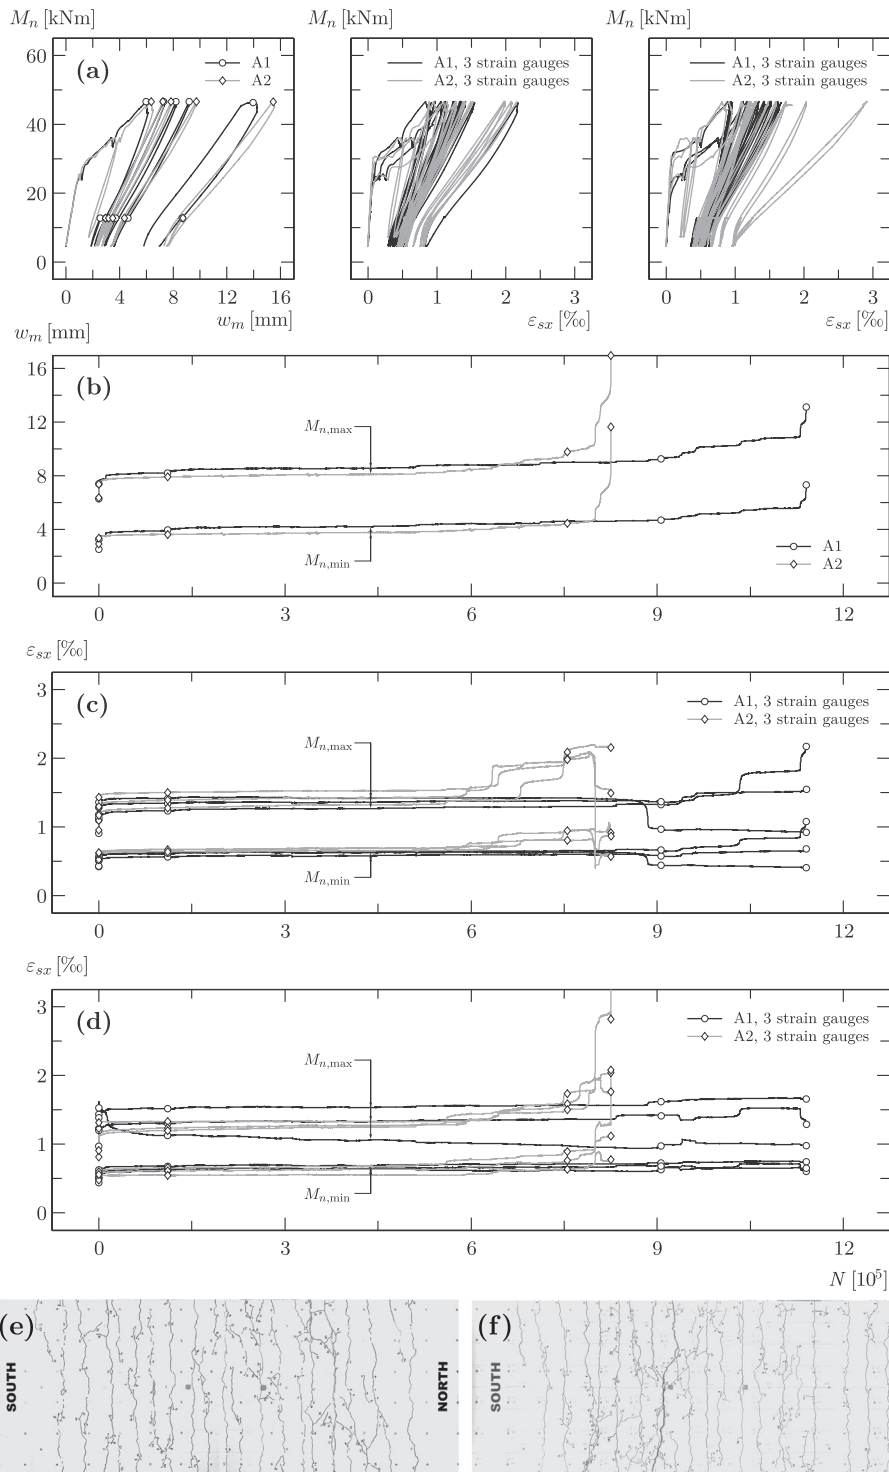 M_n [kNm] M_n [kNm] M_n [kNm]
60
40
20
0
(a)
A1
A2
A1, 3 strain gauges
A2, 3 strain gauges
A1, 3 strain gauges
A2, 3 strain gauges
0 4 8 12 16 0 1 2 3 0 1 2 3
w_m [mm] ε_sx [‰] ε_sx [‰]
w_m [mm]
16
12
8
4
0
(b)
M_n,max
M_n,min
A1
A2
0 3 6 9 12
ε_sx [‰]
3
2
1
0
(c)
A1, 3 strain gauges
A2, 3 strain gauges
M_n,max
M_n,min
0 3 6 9 12
ε_sx [‰]
3
2
1
0
(d)
A1, 3 strain gauges
A2, 3 strain gauges
M_n,max
M_n,min
0 3 6 9 12
N [10⁵]
(e)
SOUTH
NORTH
(f)
SOUTH